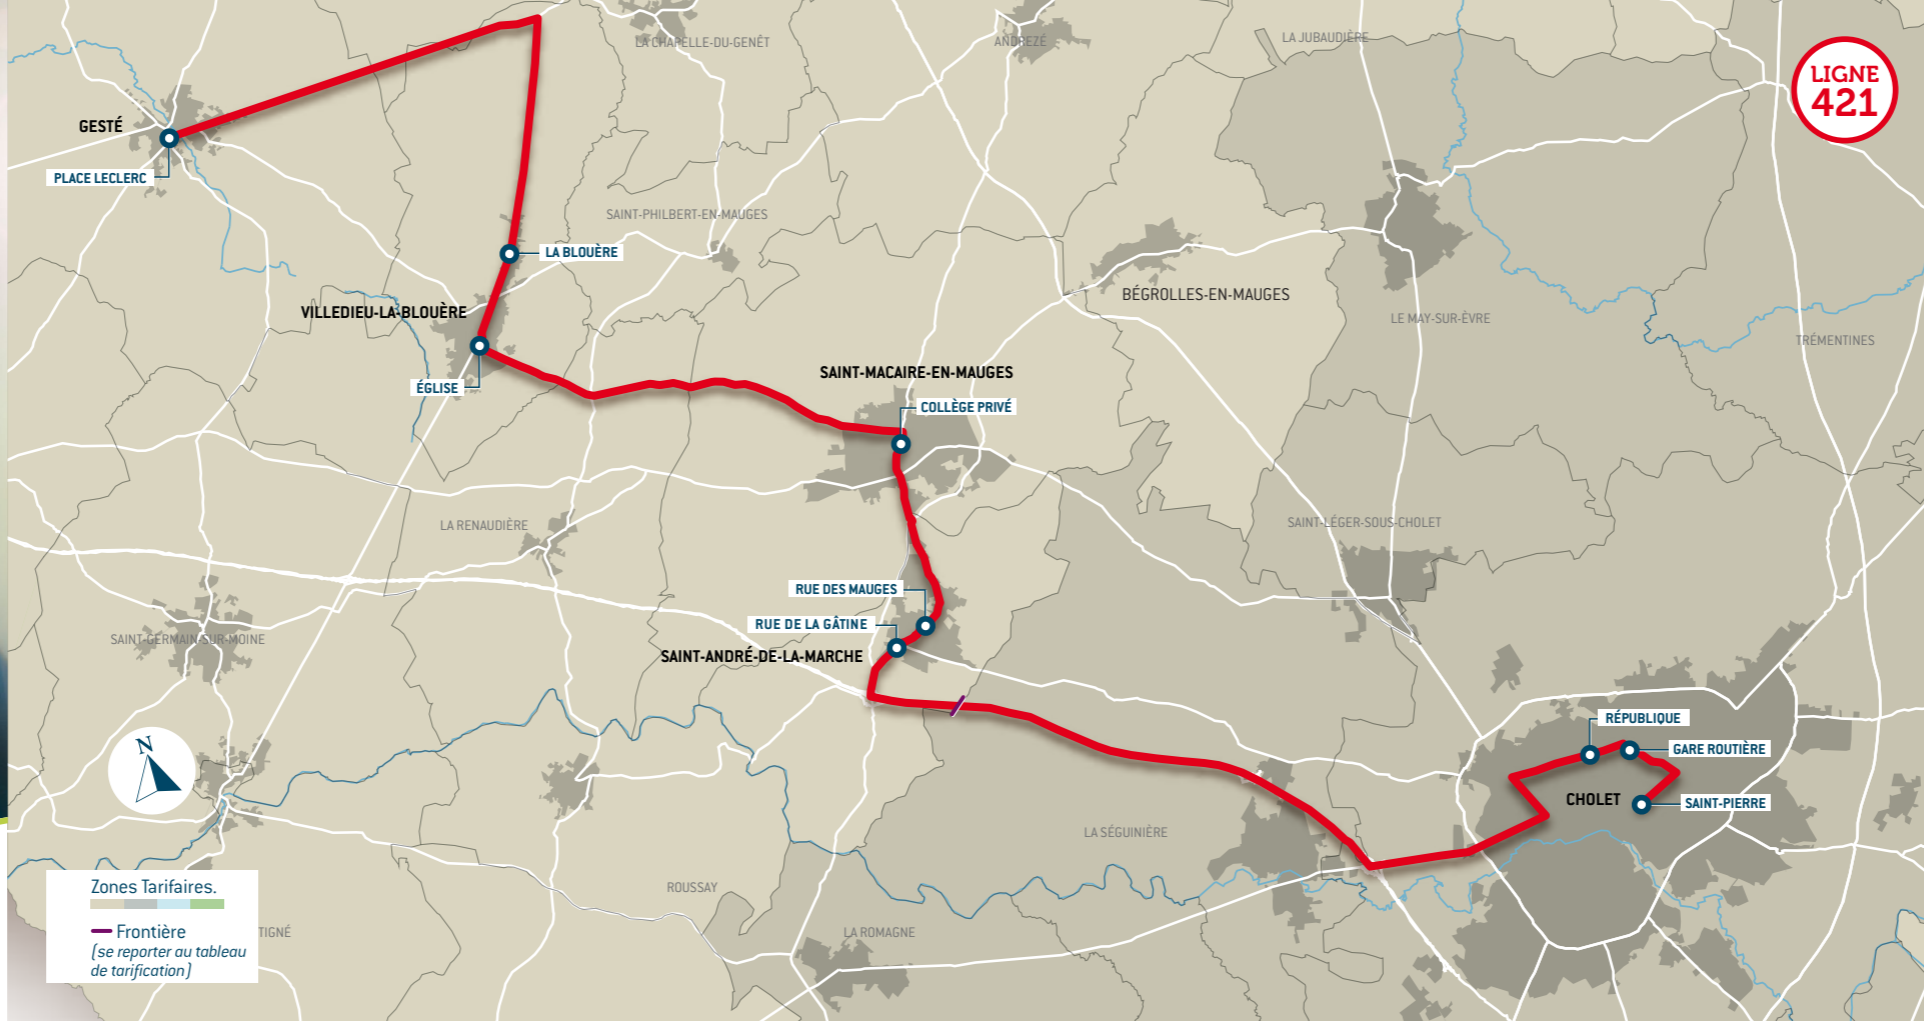 LA CHAPELLE-DU-GENÊT
ANDREZÉ
LA JUBAUDIÈRE
LIGNE
421
GESTÉ
PLACE LECLERC
SAINT-PHILBERT-EN-MAUGES
LA BLOUÈRE
VILLEDIEU-LA-BLOUÈRE
BÉGROLLES-EN-MAUGES
LE MAY-SUR-ÈVRE
TRÉMENTINES
ÉGLISE
SAINT-MACAIRE-EN-MAUGES
COLLÈGE PRIVÉ
LA RENAUDIÈRE
SAINT-LÉGER-SOUS-CHOLET
RUE DES MAUGES
RUE DE LA GÂTINE
SAINT-GERMAIN-SUR-MOINE
SAINT-ANDRÉ-DE-LA-MARCHE
N
RÉPUBLIQUE
GARE ROUTIÈRE
CHOLET
SAINT-PIERRE
LA SÉGUINIÈRE
ROUSSAY
LA ROMAGNE
Zones Tarifaires.
Frontière
(se reporter au tableau
de tarification)
TIGNÉ